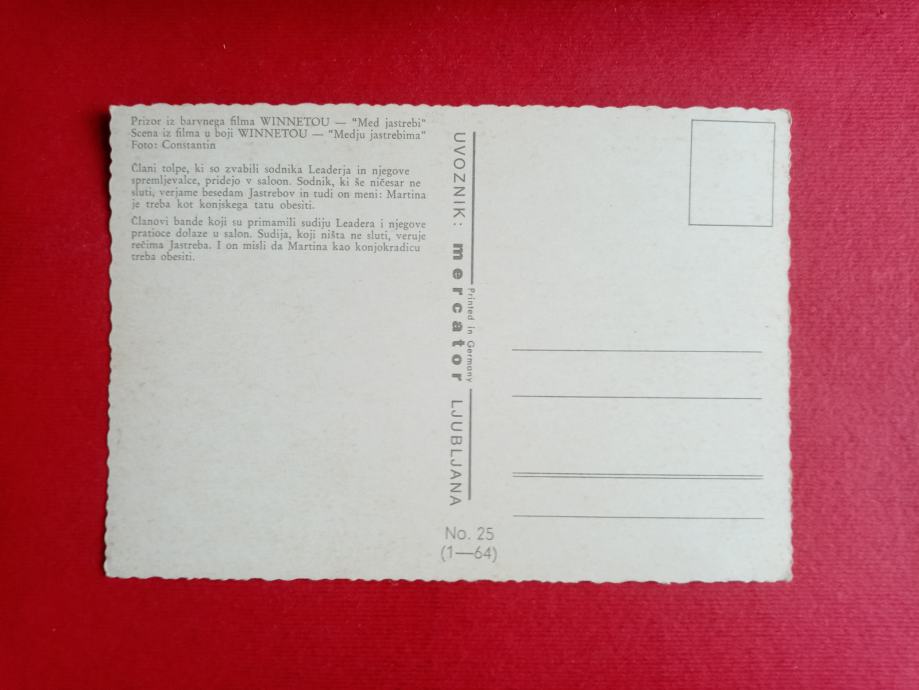 Prizor iz barvnega filma WINNETOU — "Med jastrebi"
Scena iz filma u boji WINNETOU — "Medju jastrebima"
Foto: Constantin
Člani tolpe, ki so zvabili sodnika Leaderja in njegove
spremljevalce, pridejo v saloon. Sodnik, ki še ničesar ne
sluti, verjame besedam Jastrebov in tudi on meni: Martina
je treba kot konjskega tatu obesiti.
Članovi bande koji su primamili sudiju Leadera i njegove
pratioce dolaze u salon. Sudija, koji ništa ne sluti, veruje
rečima Jastreba. I on misli da Martina kao konjokradicu
treba obesiti.
UVOZNIK: mercator LJUBLJANA
Printed in Germany
No. 25
(1—64)